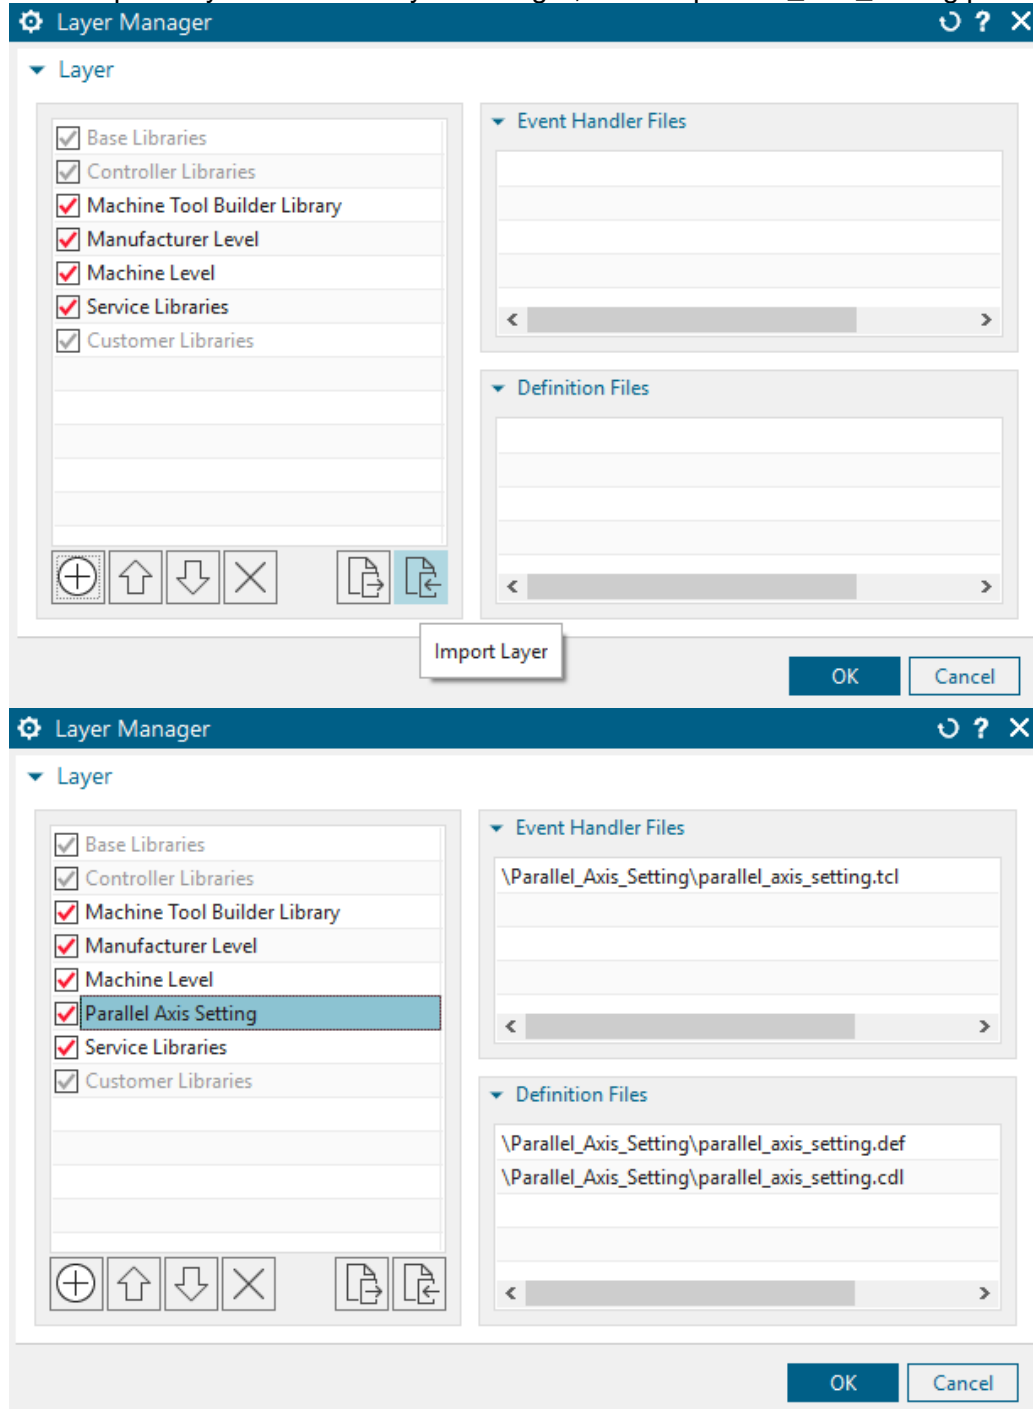 Layer Manager
Layer
Base Libraries
Controller Libraries
Machine Tool Builder Library
Manufacturer Level
Machine Level
Service Libraries
Customer Libraries
Event Handler Files
Definition Files
Import Layer
OK
Cancel
Layer Manager
Layer
Base Libraries
Controller Libraries
Machine Tool Builder Library
Manufacturer Level
Machine Level
Parallel Axis Setting
Service Libraries
Customer Libraries
Event Handler Files
\Parallel_Axis_Setting\parallel_axis_setting.tcl
Definition Files
\Parallel_Axis_Setting\parallel_axis_setting.def
\Parallel_Axis_Setting\parallel_axis_setting.cdl
OK
Cancel